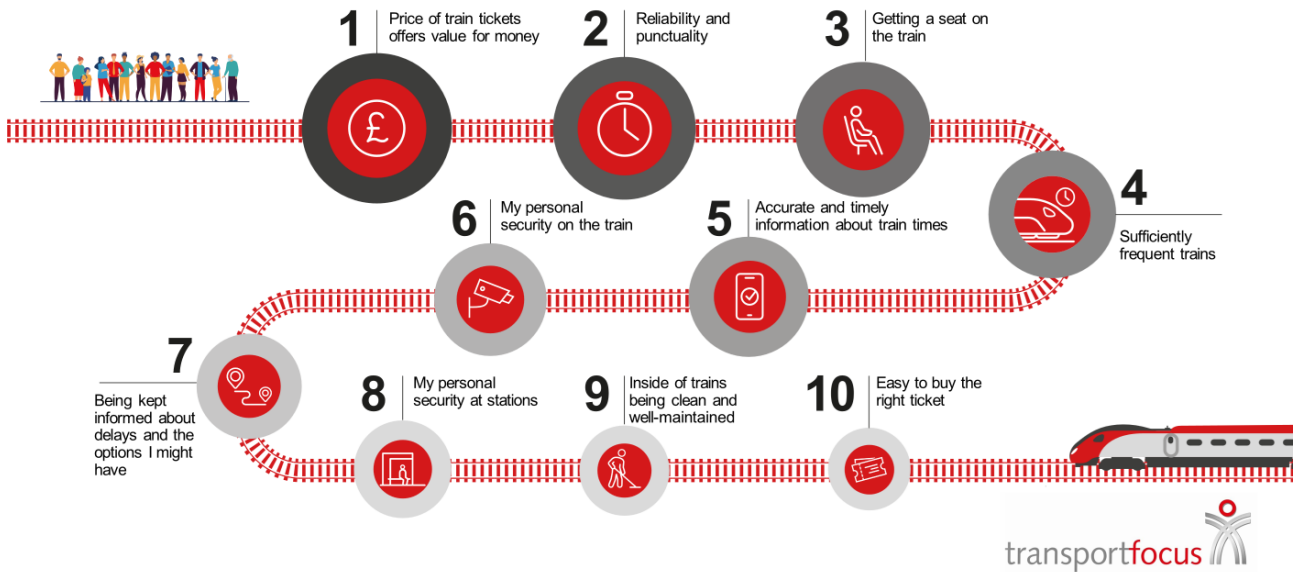 1
Price of train tickets
offers value for money
2
Reliability and
punctuality
3
Getting a seat on
the train
4
Sufficiently
frequent trains
5
Accurate and timely
information about train times
6
My personal
security on the train
7
Being kept
informed about
delays and the
options I might
have
8
My personal
security at stations
9
Inside of trains
being clean and
well-maintained
10
Easy to buy the
right ticket
£
transportfocus